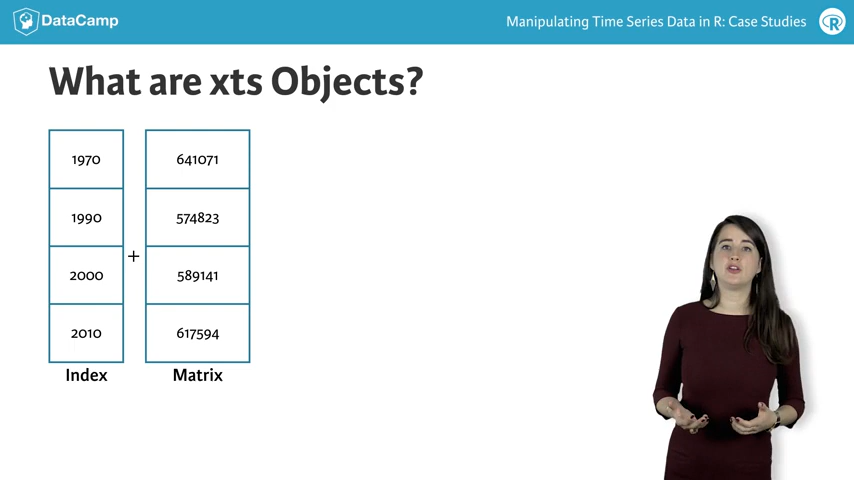 DataCamp
Manipulating Time Series Data in R: Case Studies
R
What are xts Objects?
1970 641071
1990 574823
+
2000 589141
2010 617594
Index Matrix